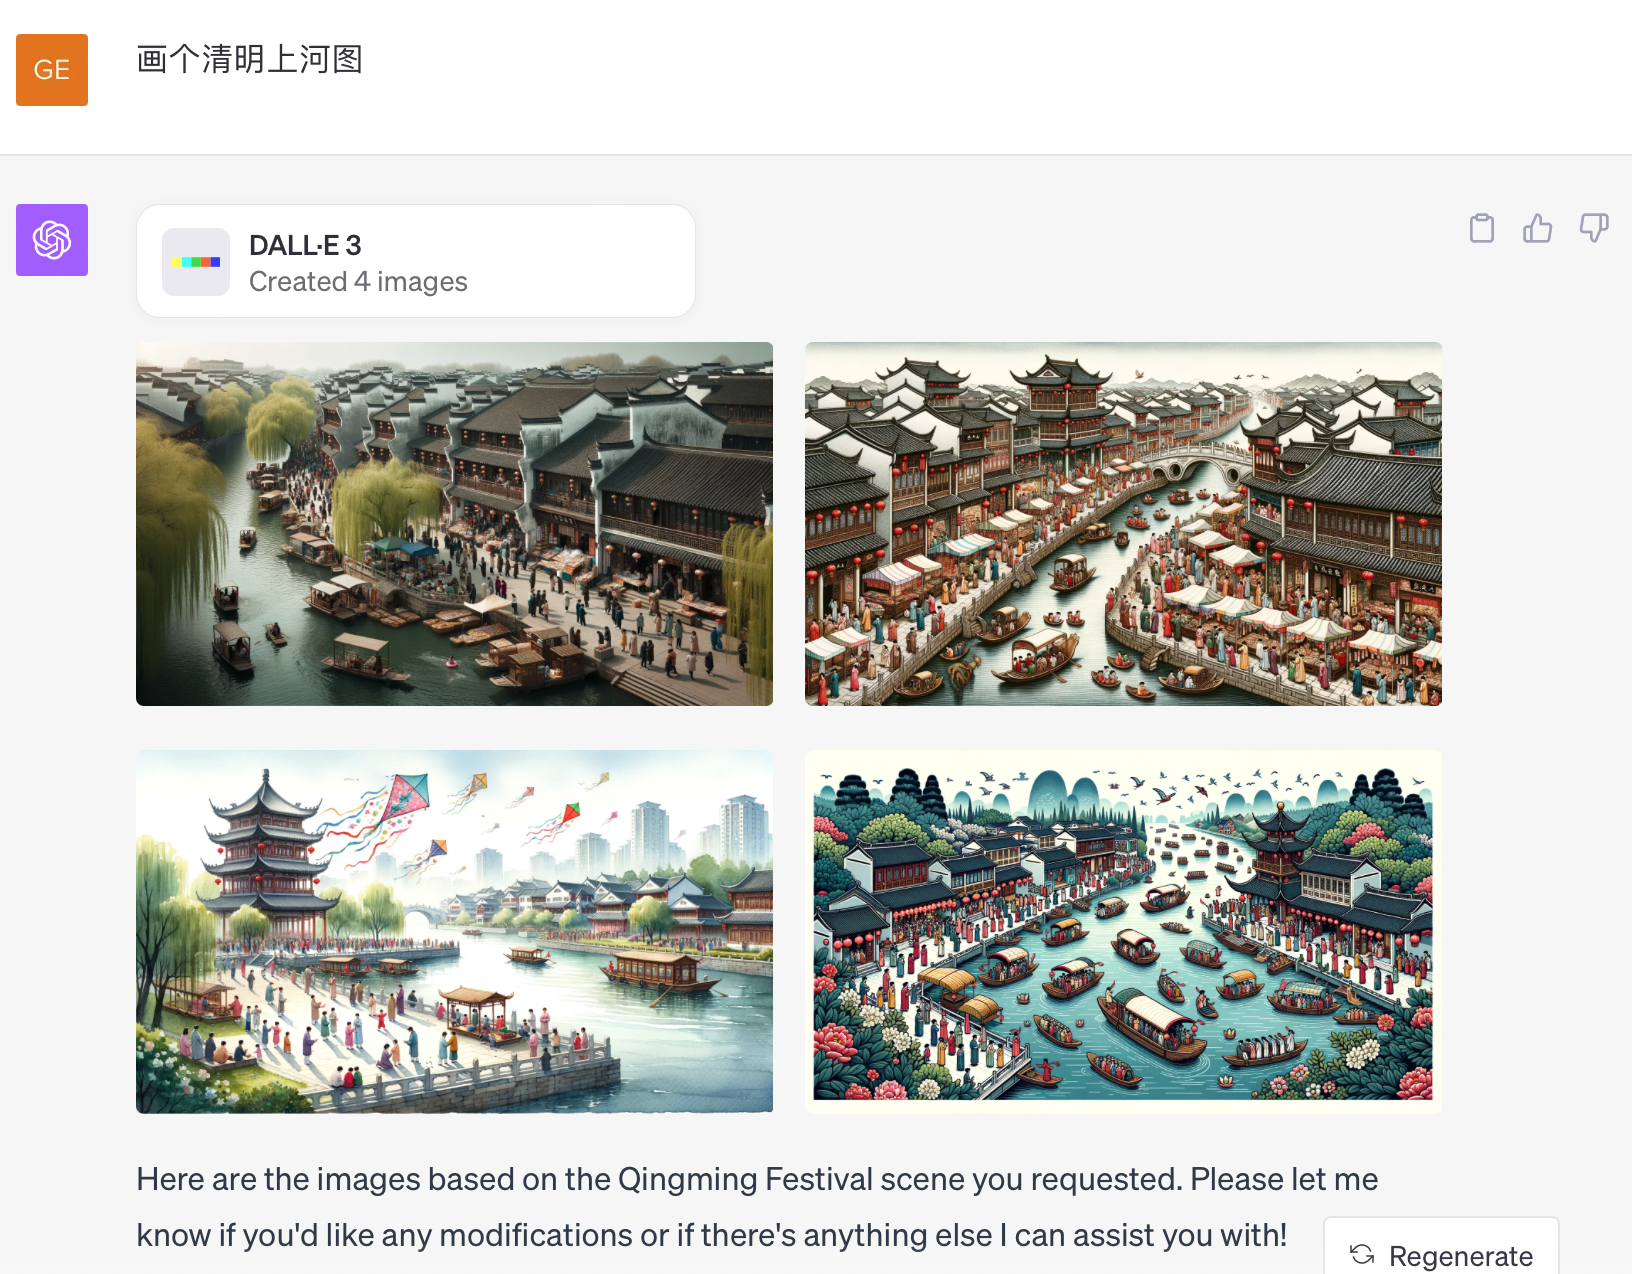 GE
画个清明上河图
DALL·E 3
Created 4 images
Here are the images based on the Qingming Festival scene you requested. Please let me
know if you'd like any modifications or if there's anything else I can assist you with!
Regenerate